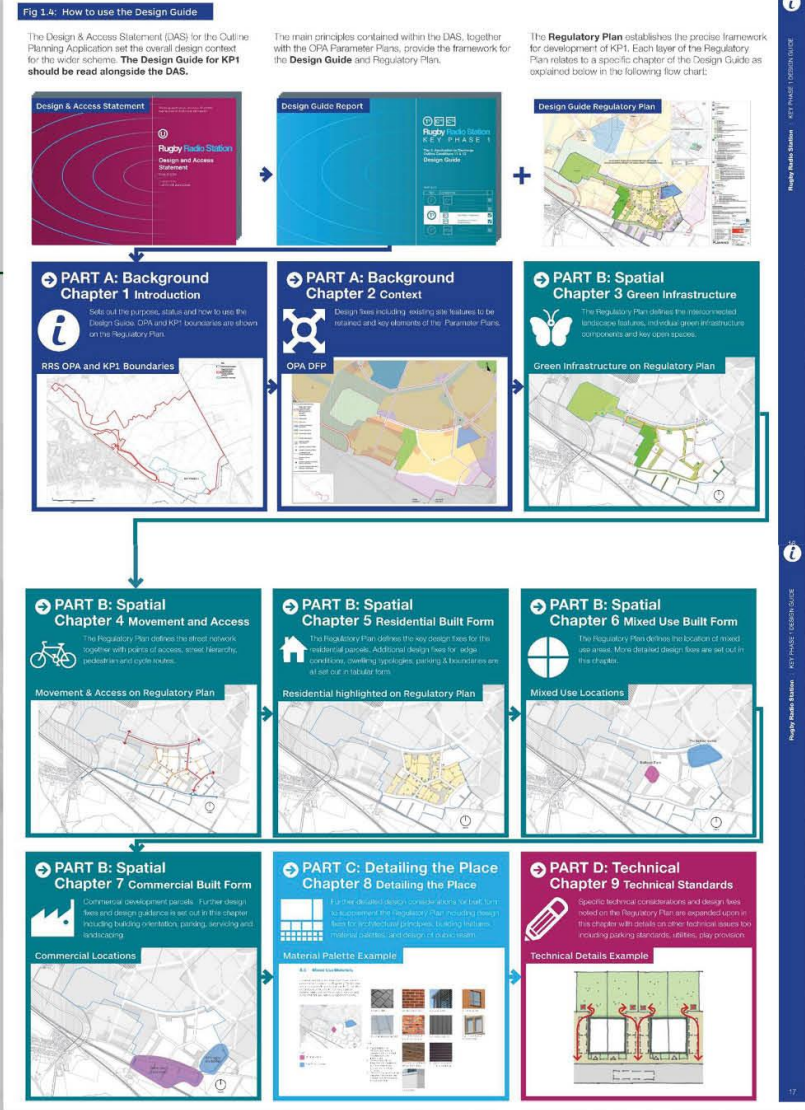 Fig 1.4: How to use the Design Guide
The Design & Access Statement (DAS) for the Outline
Planning Application set the overall design context
for the wider scheme. The Design Guide for KP1
should be read alongside the DAS.
The main principles contained within the DAS, together
with the OPA Parameter Plans, provide the framework for
the Design Guide and Regulatory Plan.
The Regulatory Plan establishes the precise framework
for development of KP1. Each layer of the Regulatory
Plan relates to a specific chapter of the Design Guide as
explained below in the following flow chart:
Design & Access Statement
Rugby Radio Station
Design and Access
Statement
Design Guide Report
Rugby Radio Station
KEY PHASE 1
Design Guide
+
Design Guide Regulatory Plan
PART A: Background
Chapter 1 Introduction
Sets out the purpose, status and how to use the
Design Guide. OPA and KP1 boundaries are shown
on the Regulatory Plan.
RRS OPA and KP1 Boundaries
PART A: Background
Chapter 2 Context
Design fixes including existing site features to be
retained and key elements of the Parameter Plans.
OPA DFP
PART B: Spatial
Chapter 3 Green Infrastructure
The Regulatory Plan defines the interconnected
landscape features, individual green infrastructure
components and key open spaces.
Green Infrastructure on Regulatory Plan
PART B: Spatial
Chapter 4 Movement and Access
The Regulatory Plan defines the street network
together with points of access, street hierarchy,
pedestrian and cycle routes.
Movement & Access on Regulatory Plan
PART B: Spatial
Chapter 5 Residential Built Form
The Regulatory Plan defines the key design fixes for the
residential parcels. Additional design fixes for edge
conditions, dwelling typologies, parking & boundaries are
all set out in tabular form.
Residential highlighted on Regulatory Plan
PART B: Spatial
Chapter 6 Mixed Use Built Form
The Regulatory Plan defines the location of mixed
use areas. More detailed design fixes are set out in
this chapter.
Mixed Use Locations
PART B: Spatial
Chapter 7 Commercial Built Form
Commercial development parcels. Further design
fixes and design guidance is set out in this chapter
including building orientation, parking, servicing and
landscaping.
Commercial Locations
PART C: Detailing the Place
Chapter 8 Detailing the Place
Further detailed design considerations for built form
to supplement the Regulatory Plan including design
fixes for architectural principles, building features,
material palettes, and design of public realm.
Material Palette Example
PART D: Technical
Chapter 9 Technical Standards
Specific technical considerations and design fixes
noted on the Regulatory Plan are expanded upon in
this chapter with details on other technical issues too
including parking standards, utilities, play provision.
Technical Details Example
Rugby Radio Station | KEY PHASE 1 DESIGN GUIDE
16
Rugby Radio Station | KEY PHASE 1 DESIGN GUIDE
17